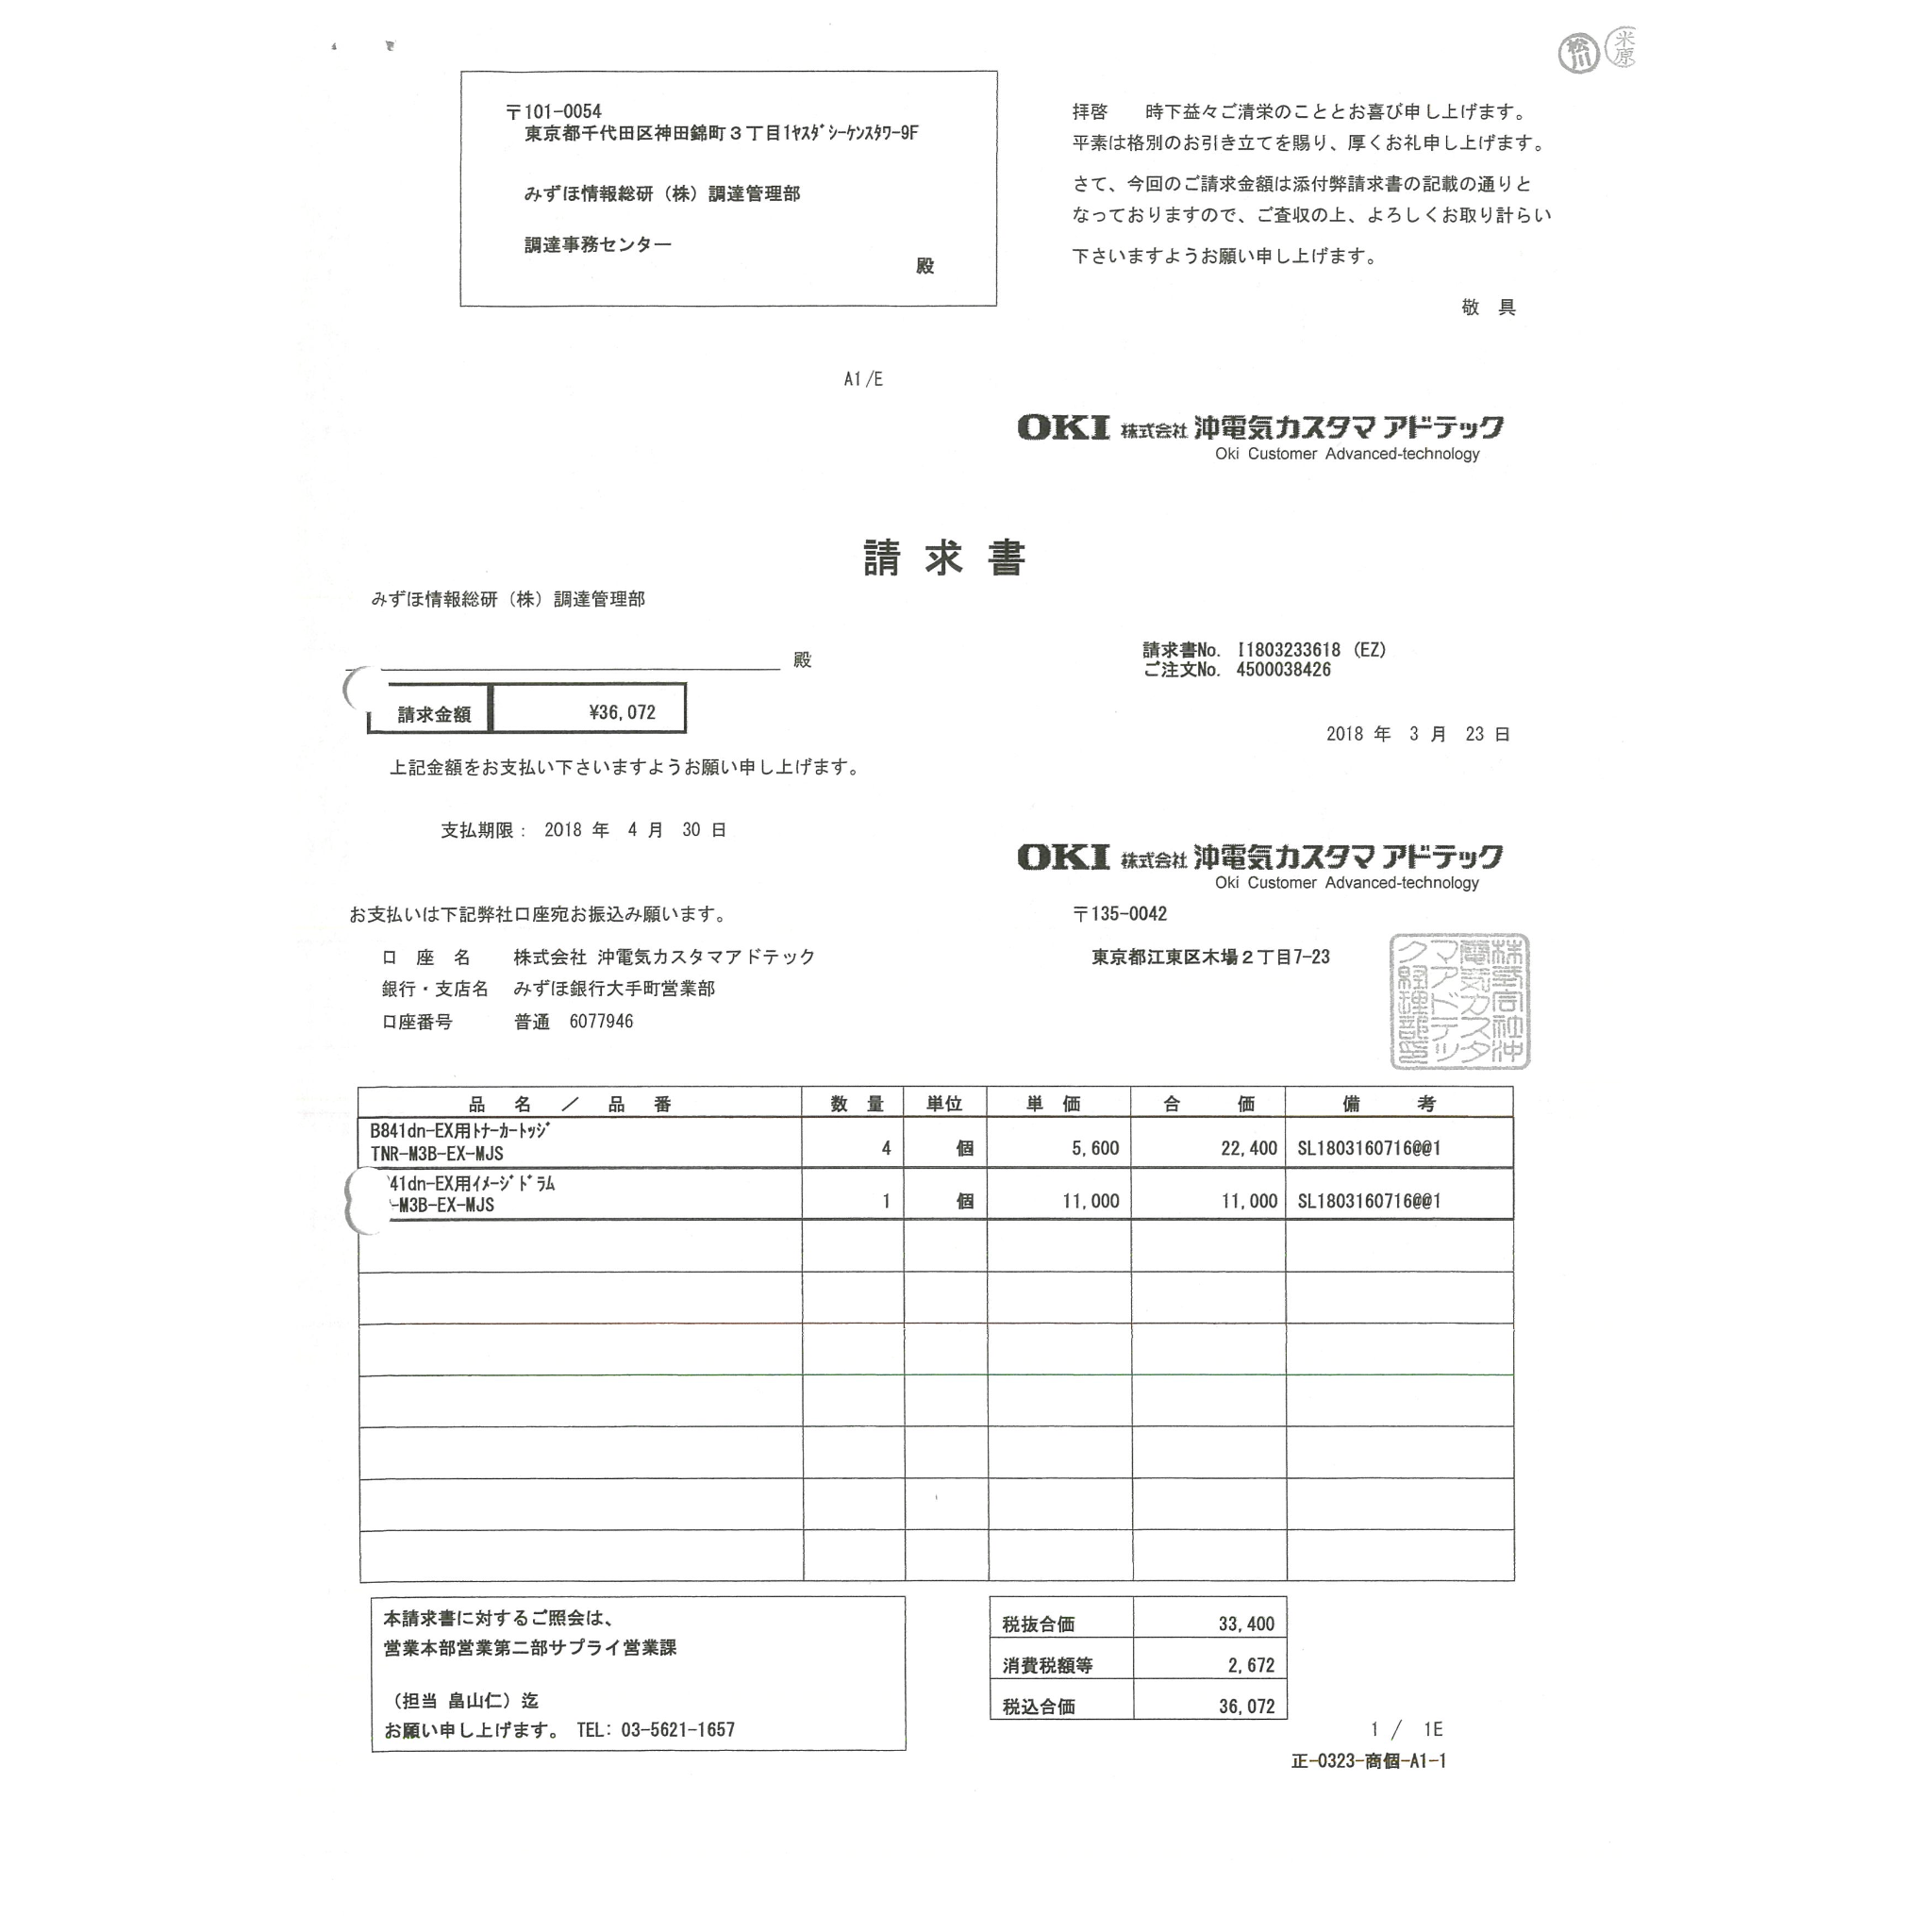 松川
米原
〒101-0054
東京都千代田区神田錦町3丁目1ﾔｽﾀﾞｼｰｹﾝｽﾀﾜｰ9F
みずほ情報総研（株）調達管理部
調達事務センター
殿
拝啓　時下益々ご清栄のこととお喜び申し上げます。
平素は格別のお引き立てを賜り、厚くお礼申し上げます。
さて、今回のご請求金額は添付弊請求書の記載の通りと
なっておりますので、ご査収の上、よろしくお取り計らい
下さいますようお願い申し上げます。
敬　具
A1/E
OKI 株式会社 沖電気カスタマ アドテック
Oki Customer Advanced-technology
請 求 書
みずほ情報総研（株）調達管理部
殿
請求書No. I1803233618 (EZ)
ご注文No. 4500038426
請求金額 ¥36,072
2018 年 3 月 23 日
上記金額をお支払い下さいますようお願い申し上げます。
支払期限： 2018 年 4 月 30 日
OKI 株式会社 沖電気カスタマ アドテック
Oki Customer Advanced-technology
お支払いは下記弊社口座宛お振込み願います。
〒135-0042
口 座 名 株式会社 沖電気カスタマアドテック
東京都江東区木場2丁目7-23
銀行・支店名 みずほ銀行大手町営業部
口座番号 普通 6077946
株式会社沖電気カスタマアドテック経理部印
品 名 ／ 品 番 数 量 単位 単 価 合 価 備 考
B841dn-EX用ﾄﾅｰｶｰﾄｯｼﾞ
TNR-M3B-EX-MJS 4 個 5,600 22,400 SL1803160716@@1
41dn-EX用ｲﾒｰｼﾞﾄﾞﾗﾑ
-M3B-EX-MJS 1 個 11,000 11,000 SL1803160716@@1
本請求書に対するご照会は、
営業本部営業第二部サプライ営業課
（担当 畠山仁）迄
お願い申し上げます。 TEL: 03-5621-1657
税抜合価 33,400
消費税額等 2,672
税込合価 36,072
1 / 1E
正-0323-商個-A1-1